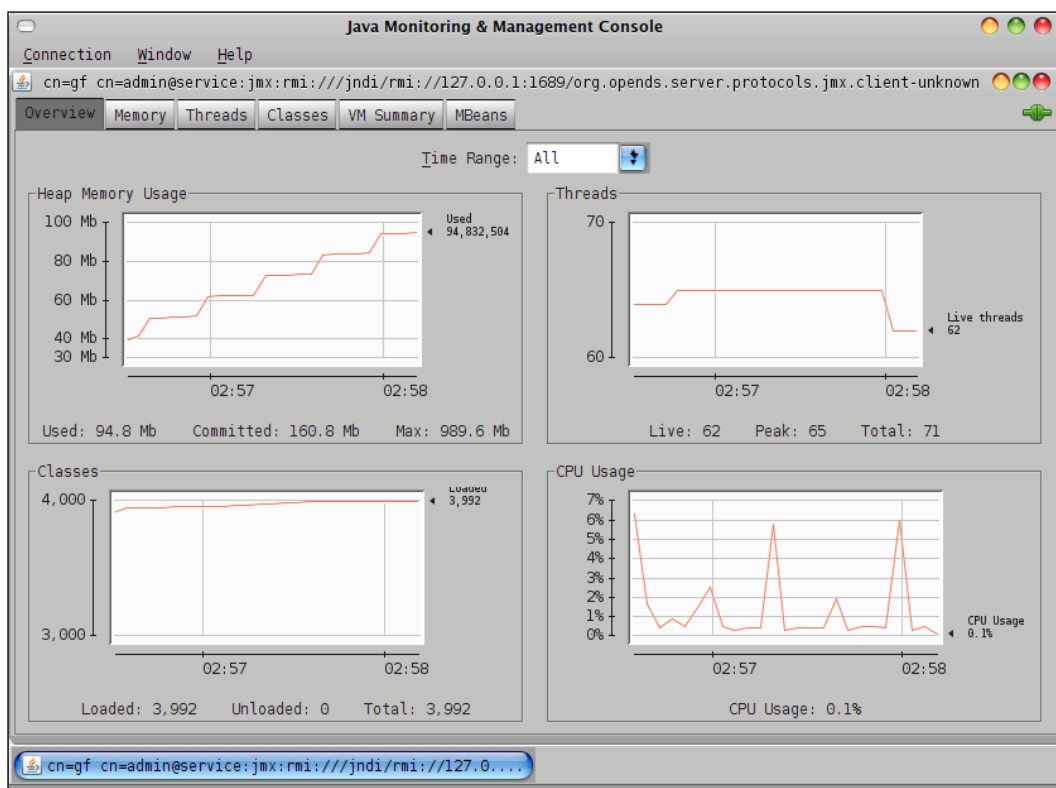 Java Monitoring & Management Console
Connection Window Help
cn=gf cn=admin@service:jmx:rmi:///jndi/rmi://127.0.0.1:1689/org.opends.server.protocols.jmx.client-unknown
Overview Memory Threads Classes VM Summary MBeans
Time Range: All
Heap Memory Usage
100 Mb
80 Mb
60 Mb
40 Mb
30 Mb
Used
94,832,504
02:57 02:58
Used: 94.8 Mb Committed: 160.8 Mb Max: 989.6 Mb
Threads
70
60
Live threads
62
02:57 02:58
Live: 62 Peak: 65 Total: 71
Classes
4,000
3,000
Loaded
3,992
02:57 02:58
Loaded: 3,992 Unloaded: 0 Total: 3,992
CPU Usage
7%
6%
5%
4%
3%
2%
1%
0%
CPU Usage
0.1%
02:57 02:58
CPU Usage: 0.1%
cn=gf cn=admin@service:jmx:rmi:///jndi/rmi://127.0....